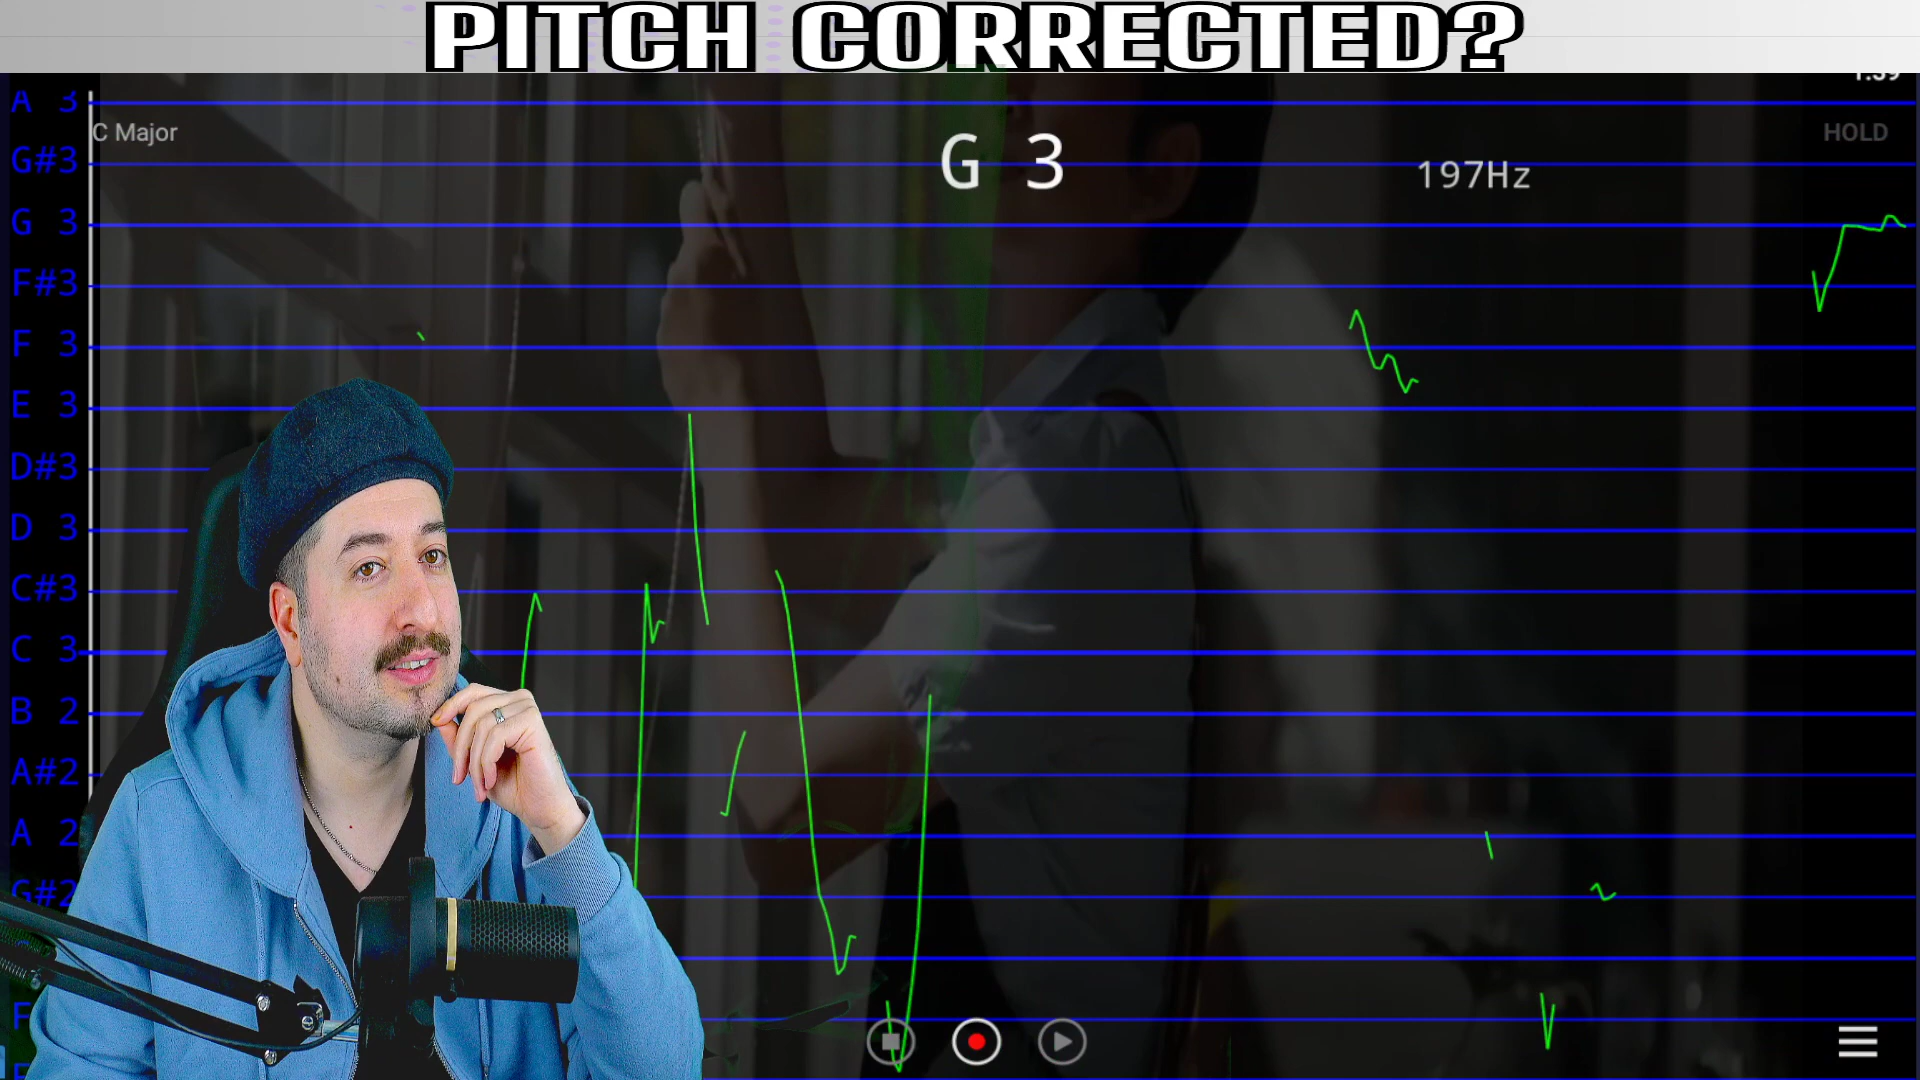 PITCH CORRECTED?
A 3
C Major
G 3
197Hz
HOLD
G#3
G 3
F#3
F 3
E 3
D#3
D 3
C#3
C 3
B 2
A#2
A 2
G#2
F